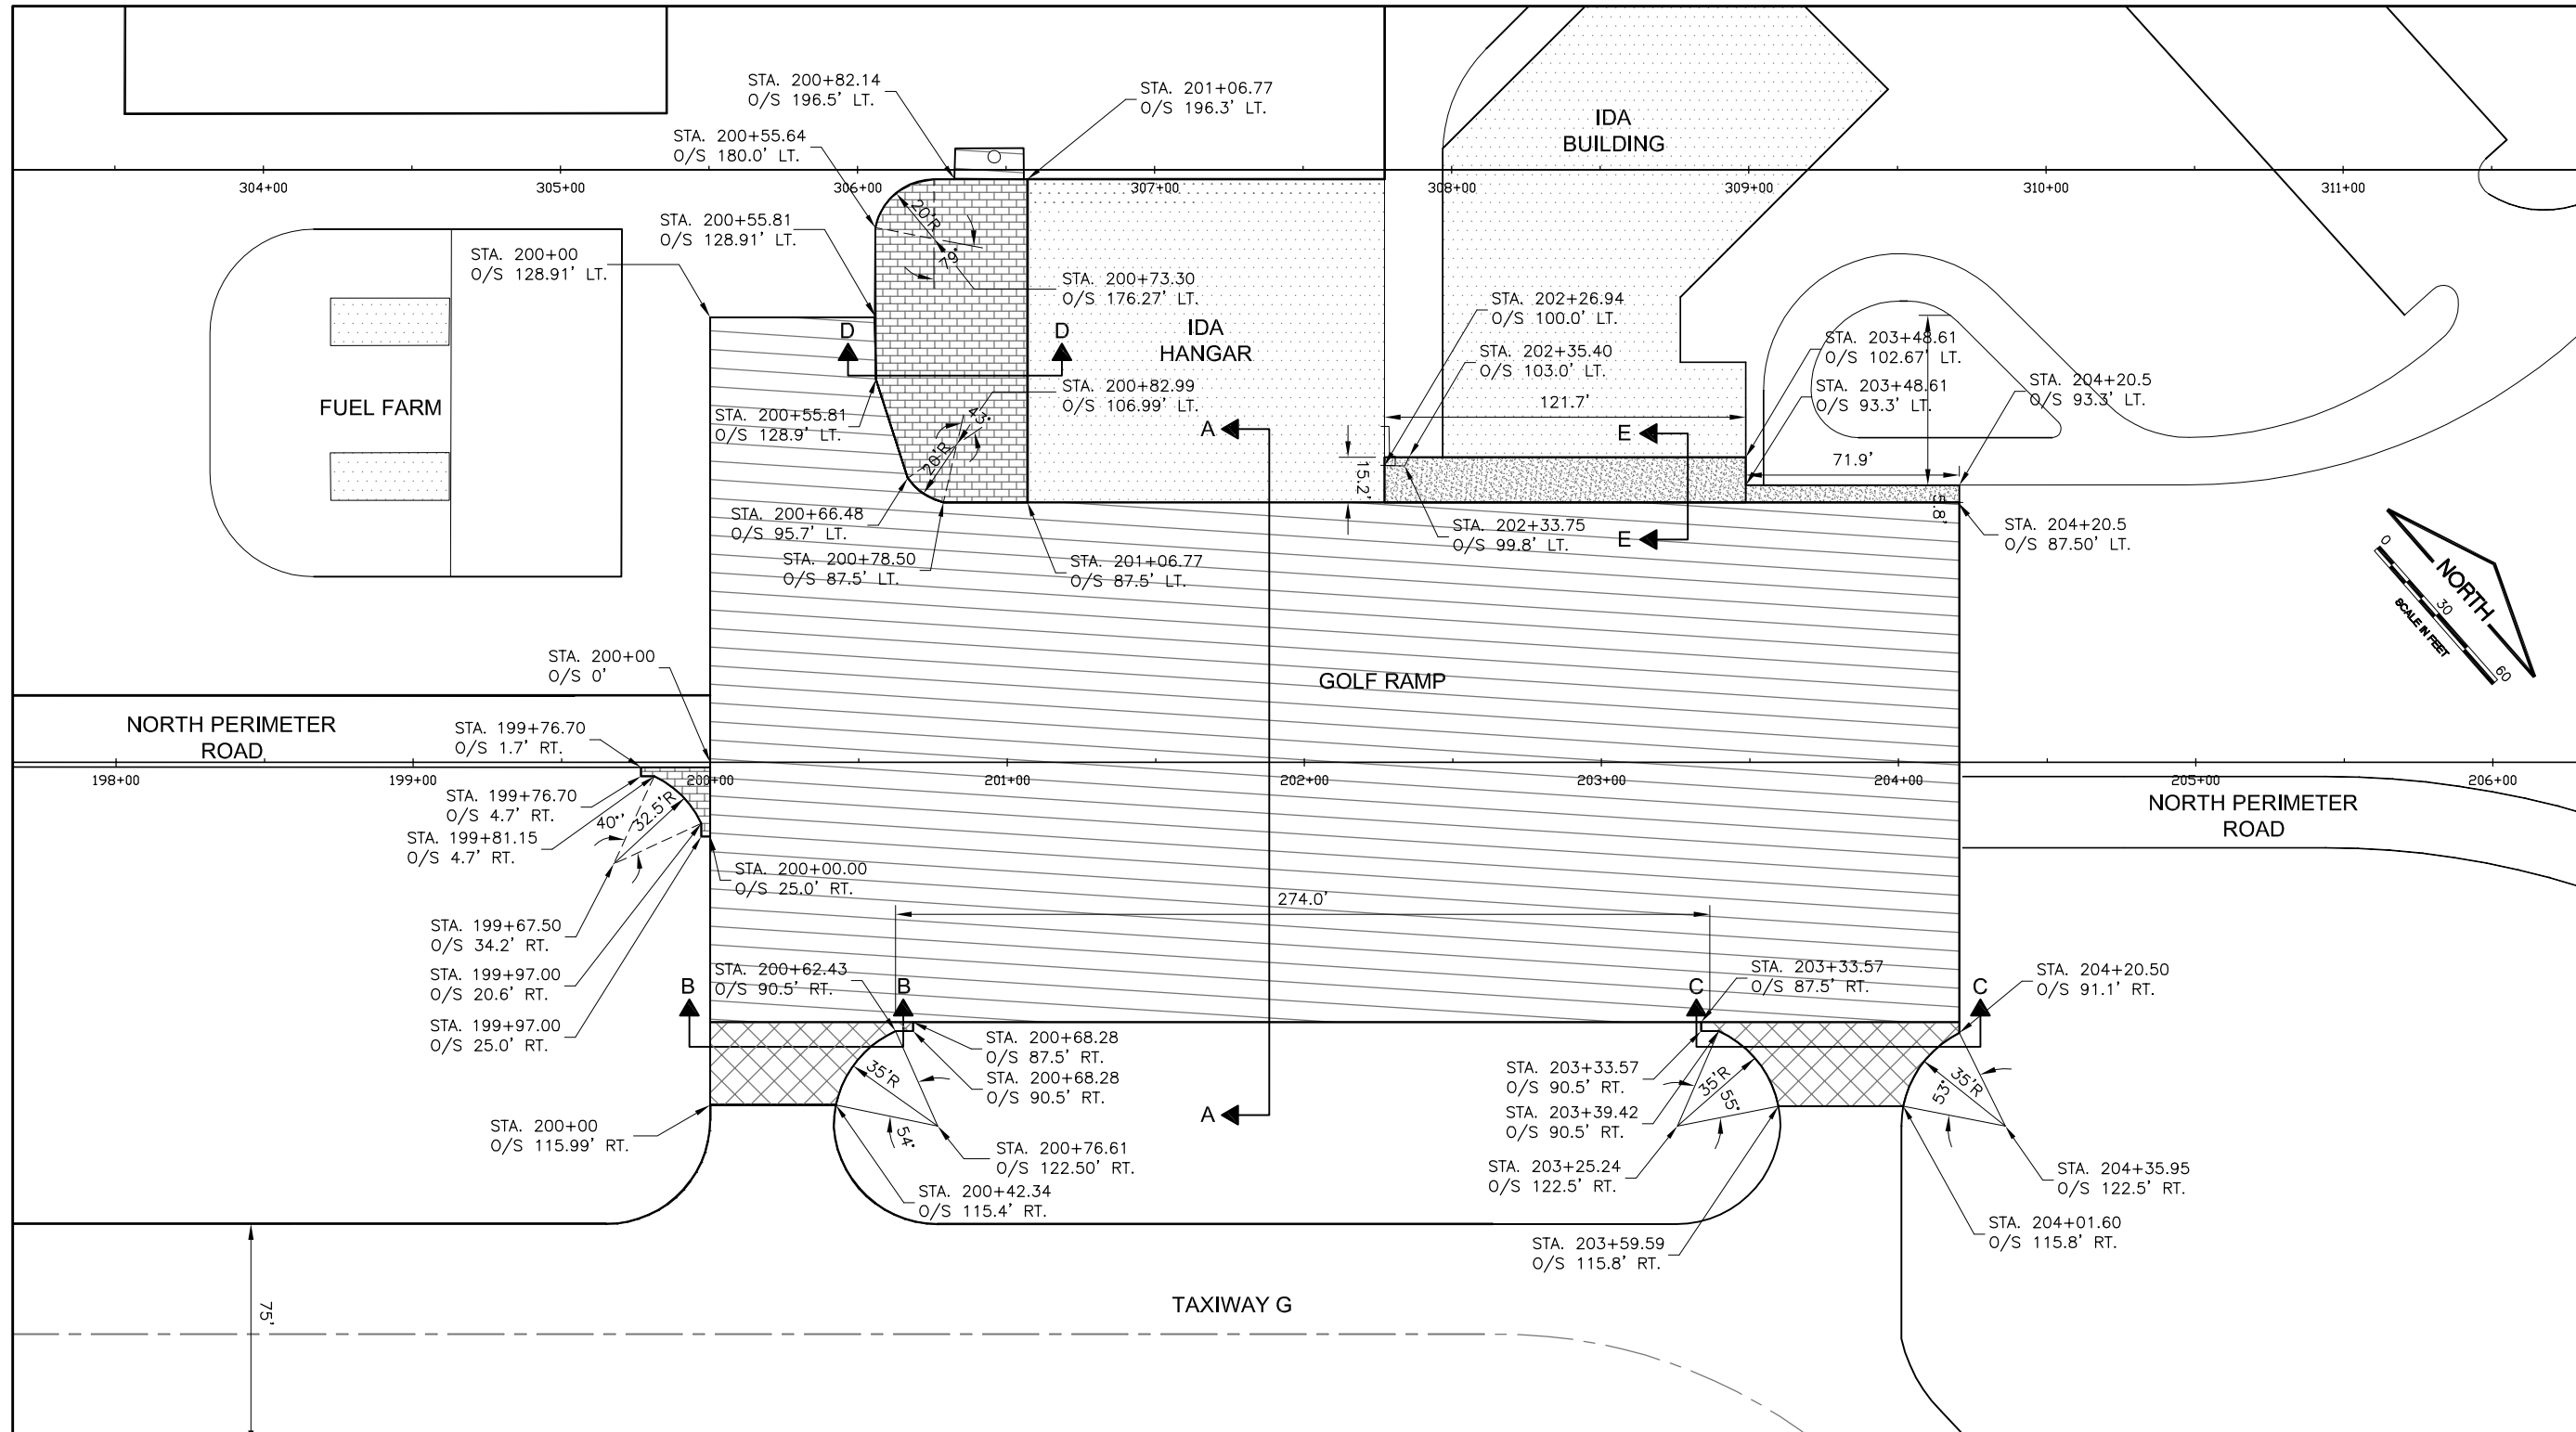 STA. 200+82.14
O/S 196.5' LT.
STA. 201+06.77
O/S 196.3' LT.
STA. 200+55.64
O/S 180.0' LT.
IDA
BUILDING
304+00
305+00
306+00
307+00
308+00
309+00
310+00
311+00
20'R
79°
STA. 200+55.81
O/S 128.91' LT.
STA. 200+00
O/S 128.91' LT.
STA. 200+73.30
O/S 176.27' LT.
IDA
HANGAR
STA. 202+26.94
O/S 100.0' LT.
STA. 202+35.40
O/S 103.0' LT.
STA. 203+48.61
O/S 102.67' LT.
STA. 203+48.61
O/S 93.3' LT.
STA. 204+20.5
O/S 93.3' LT.
D
D
FUEL FARM
STA. 200+82.99
O/S 106.99' LT.
STA. 200+55.81
O/S 128.9' LT.
43°
20'R
A
121.7'
E
71.9'
15.2'
5.8'
STA. 200+66.48
O/S 95.7' LT.
STA. 200+78.50
O/S 87.5' LT.
STA. 201+06.77
O/S 87.5' LT.
STA. 202+33.75
O/S 99.8' LT.
E
STA. 204+20.5
O/S 87.50' LT.
NORTH
0
30
60
SCALE IN FEET
STA. 200+00
O/S 0'
GOLF RAMP
NORTH PERIMETER
ROAD
STA. 199+76.70
O/S 1.7' RT.
198+00
199+00
200+00
201+00
202+00
203+00
204+00
205+00
206+00
STA. 199+76.70
O/S 4.7' RT.
STA. 199+81.15
O/S 4.7' RT.
40°
32.5'R
NORTH PERIMETER
ROAD
STA. 200+00.00
O/S 25.0' RT.
274.0'
STA. 199+67.50
O/S 34.2' RT.
STA. 199+97.00
O/S 20.6' RT.
STA. 199+97.00
O/S 25.0' RT.
STA. 200+62.43
O/S 90.5' RT.
B
B
STA. 203+33.57
O/S 87.5' RT.
C
C
STA. 204+20.50
O/S 91.1' RT.
STA. 200+68.28
O/S 87.5' RT.
STA. 200+68.28
O/S 90.5' RT.
35'R
54°
STA. 203+33.57
O/S 90.5' RT.
STA. 203+39.42
O/S 90.5' RT.
35'R
55°
35'R
53°
A
STA. 200+00
O/S 115.99' RT.
STA. 200+76.61
O/S 122.50' RT.
STA. 200+42.34
O/S 115.4' RT.
STA. 203+25.24
O/S 122.5' RT.
STA. 204+35.95
O/S 122.5' RT.
STA. 204+01.60
O/S 115.8' RT.
STA. 203+59.59
O/S 115.8' RT.
75'
TAXIWAY G